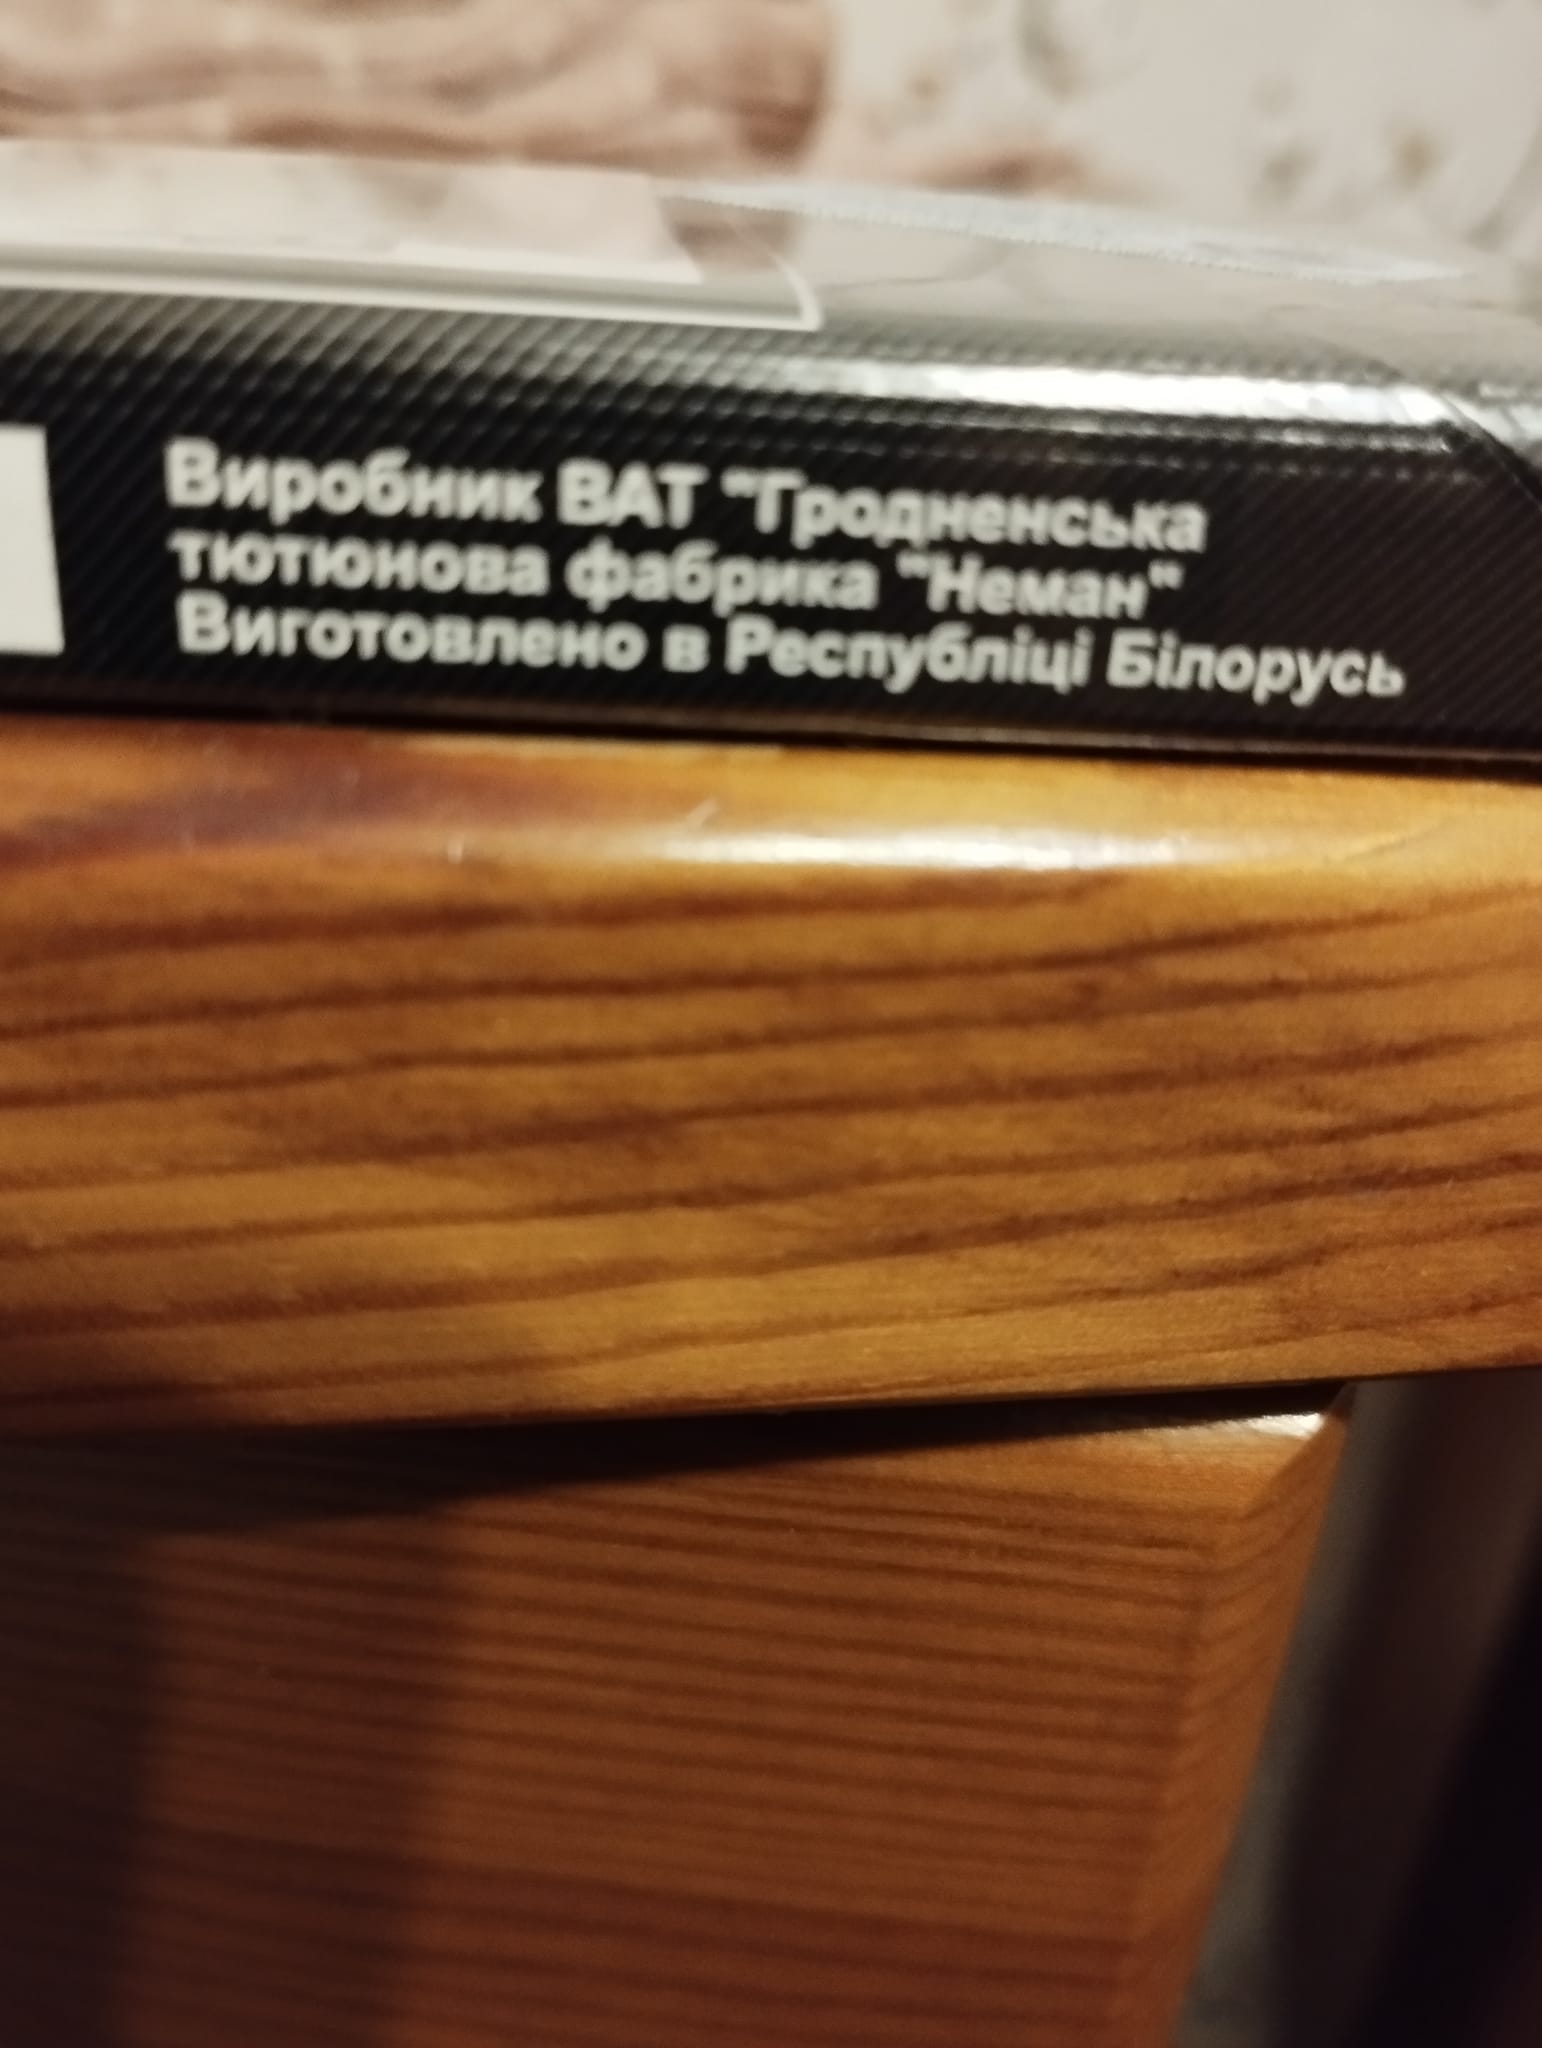 Виробник ВАТ "Гродненська
тютюнова фабрика "Неман"
Виготовлено в Республіці Білорусь